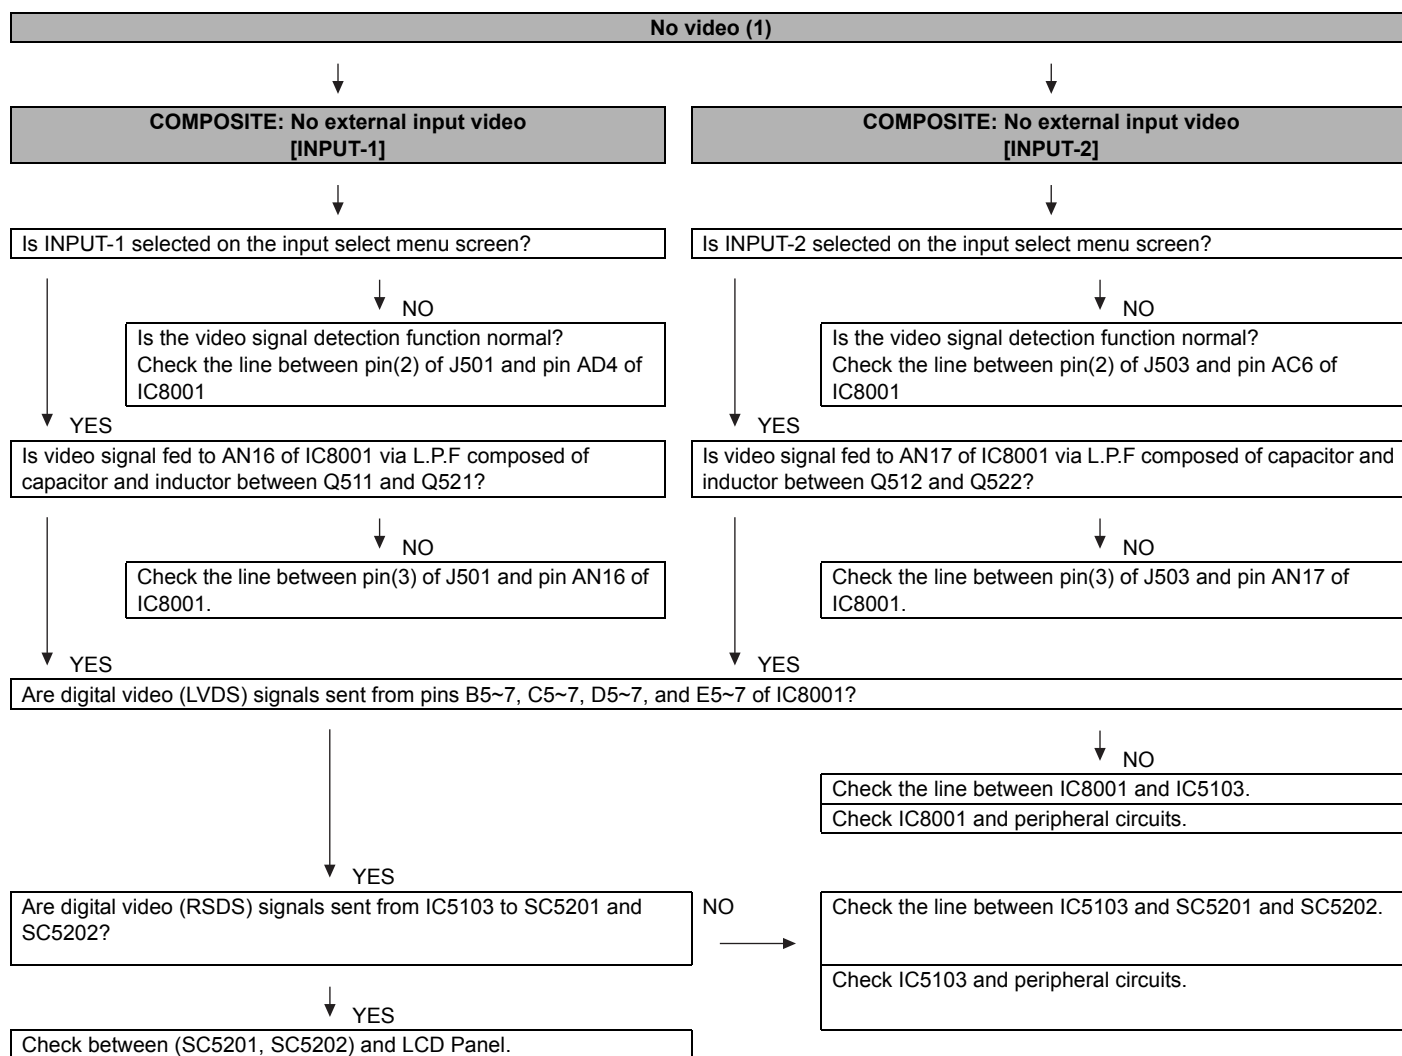 No video (1)
COMPOSITE: No external input video
[INPUT-1]
COMPOSITE: No external input video
[INPUT-2]
Is INPUT-1 selected on the input select menu screen?
Is INPUT-2 selected on the input select menu screen?
NO
Is the video signal detection function normal?
Check the line between pin(2) of J501 and pin AD4 of
IC8001
NO
Is the video signal detection function normal?
Check the line between pin(2) of J503 and pin AC6 of
IC8001
YES
YES
Is video signal fed to AN16 of IC8001 via L.P.F composed of
capacitor and inductor between Q511 and Q521?
Is video signal fed to AN17 of IC8001 via L.P.F composed of capacitor and
inductor between Q512 and Q522?
NO
Check the line between pin(3) of J501 and pin AN16 of
IC8001.
NO
Check the line between pin(3) of J503 and pin AN17 of
IC8001.
YES
YES
Are digital video (LVDS) signals sent from pins B5~7, C5~7, D5~7, and E5~7 of IC8001?
NO
Check the line between IC8001 and IC5103.
Check IC8001 and peripheral circuits.
YES
Are digital video (RSDS) signals sent from IC5103 to SC5201 and
SC5202?
NO
Check the line between IC5103 and SC5201 and SC5202.
Check IC5103 and peripheral circuits.
YES
Check between (SC5201, SC5202) and LCD Panel.